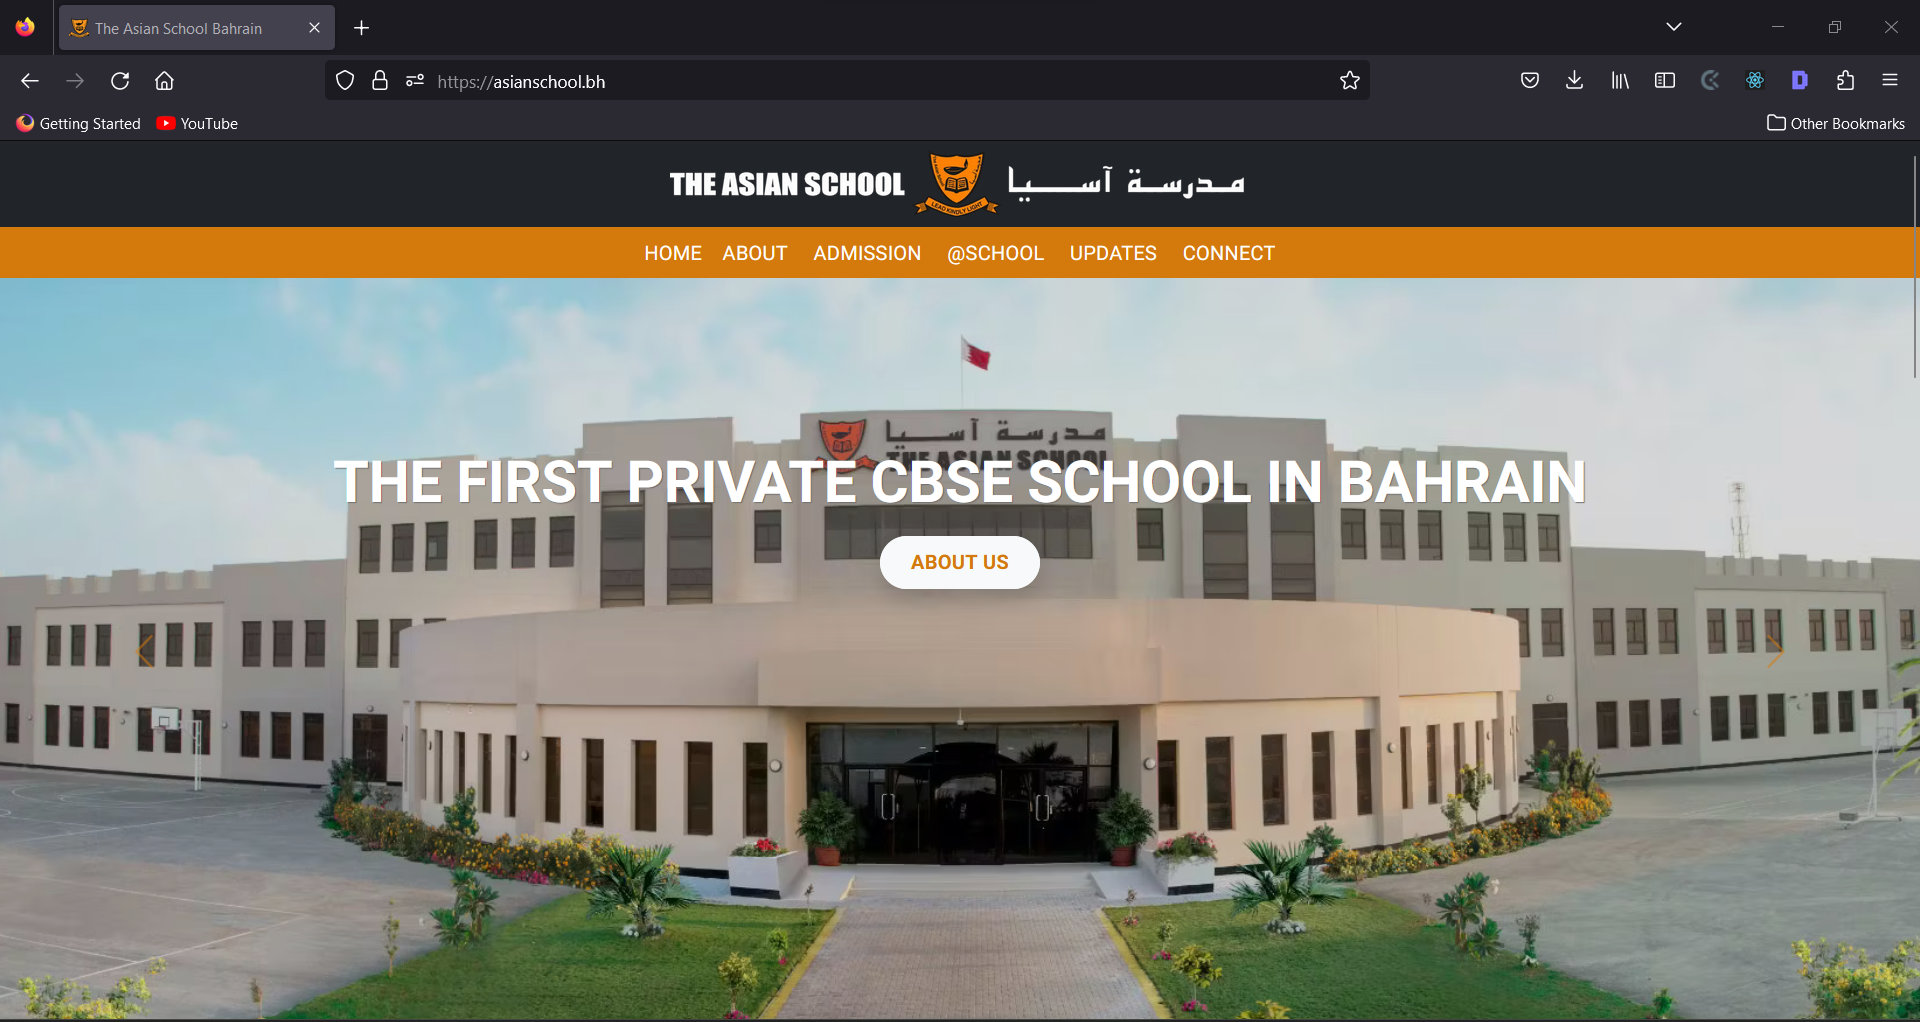 The Asian School Bahrain
https://asianschool.bh
Getting Started
YouTube
Other Bookmarks
THE ASIAN SCHOOL
LEAD KINDLY LIGHT
مدرسة آسيا
HOME
ABOUT
ADMISSION
@SCHOOL
UPDATES
CONNECT
مدرسة آسيا
THE ASIAN SCHOOL
THE FIRST PRIVATE CBSE SCHOOL IN BAHRAIN
ABOUT US